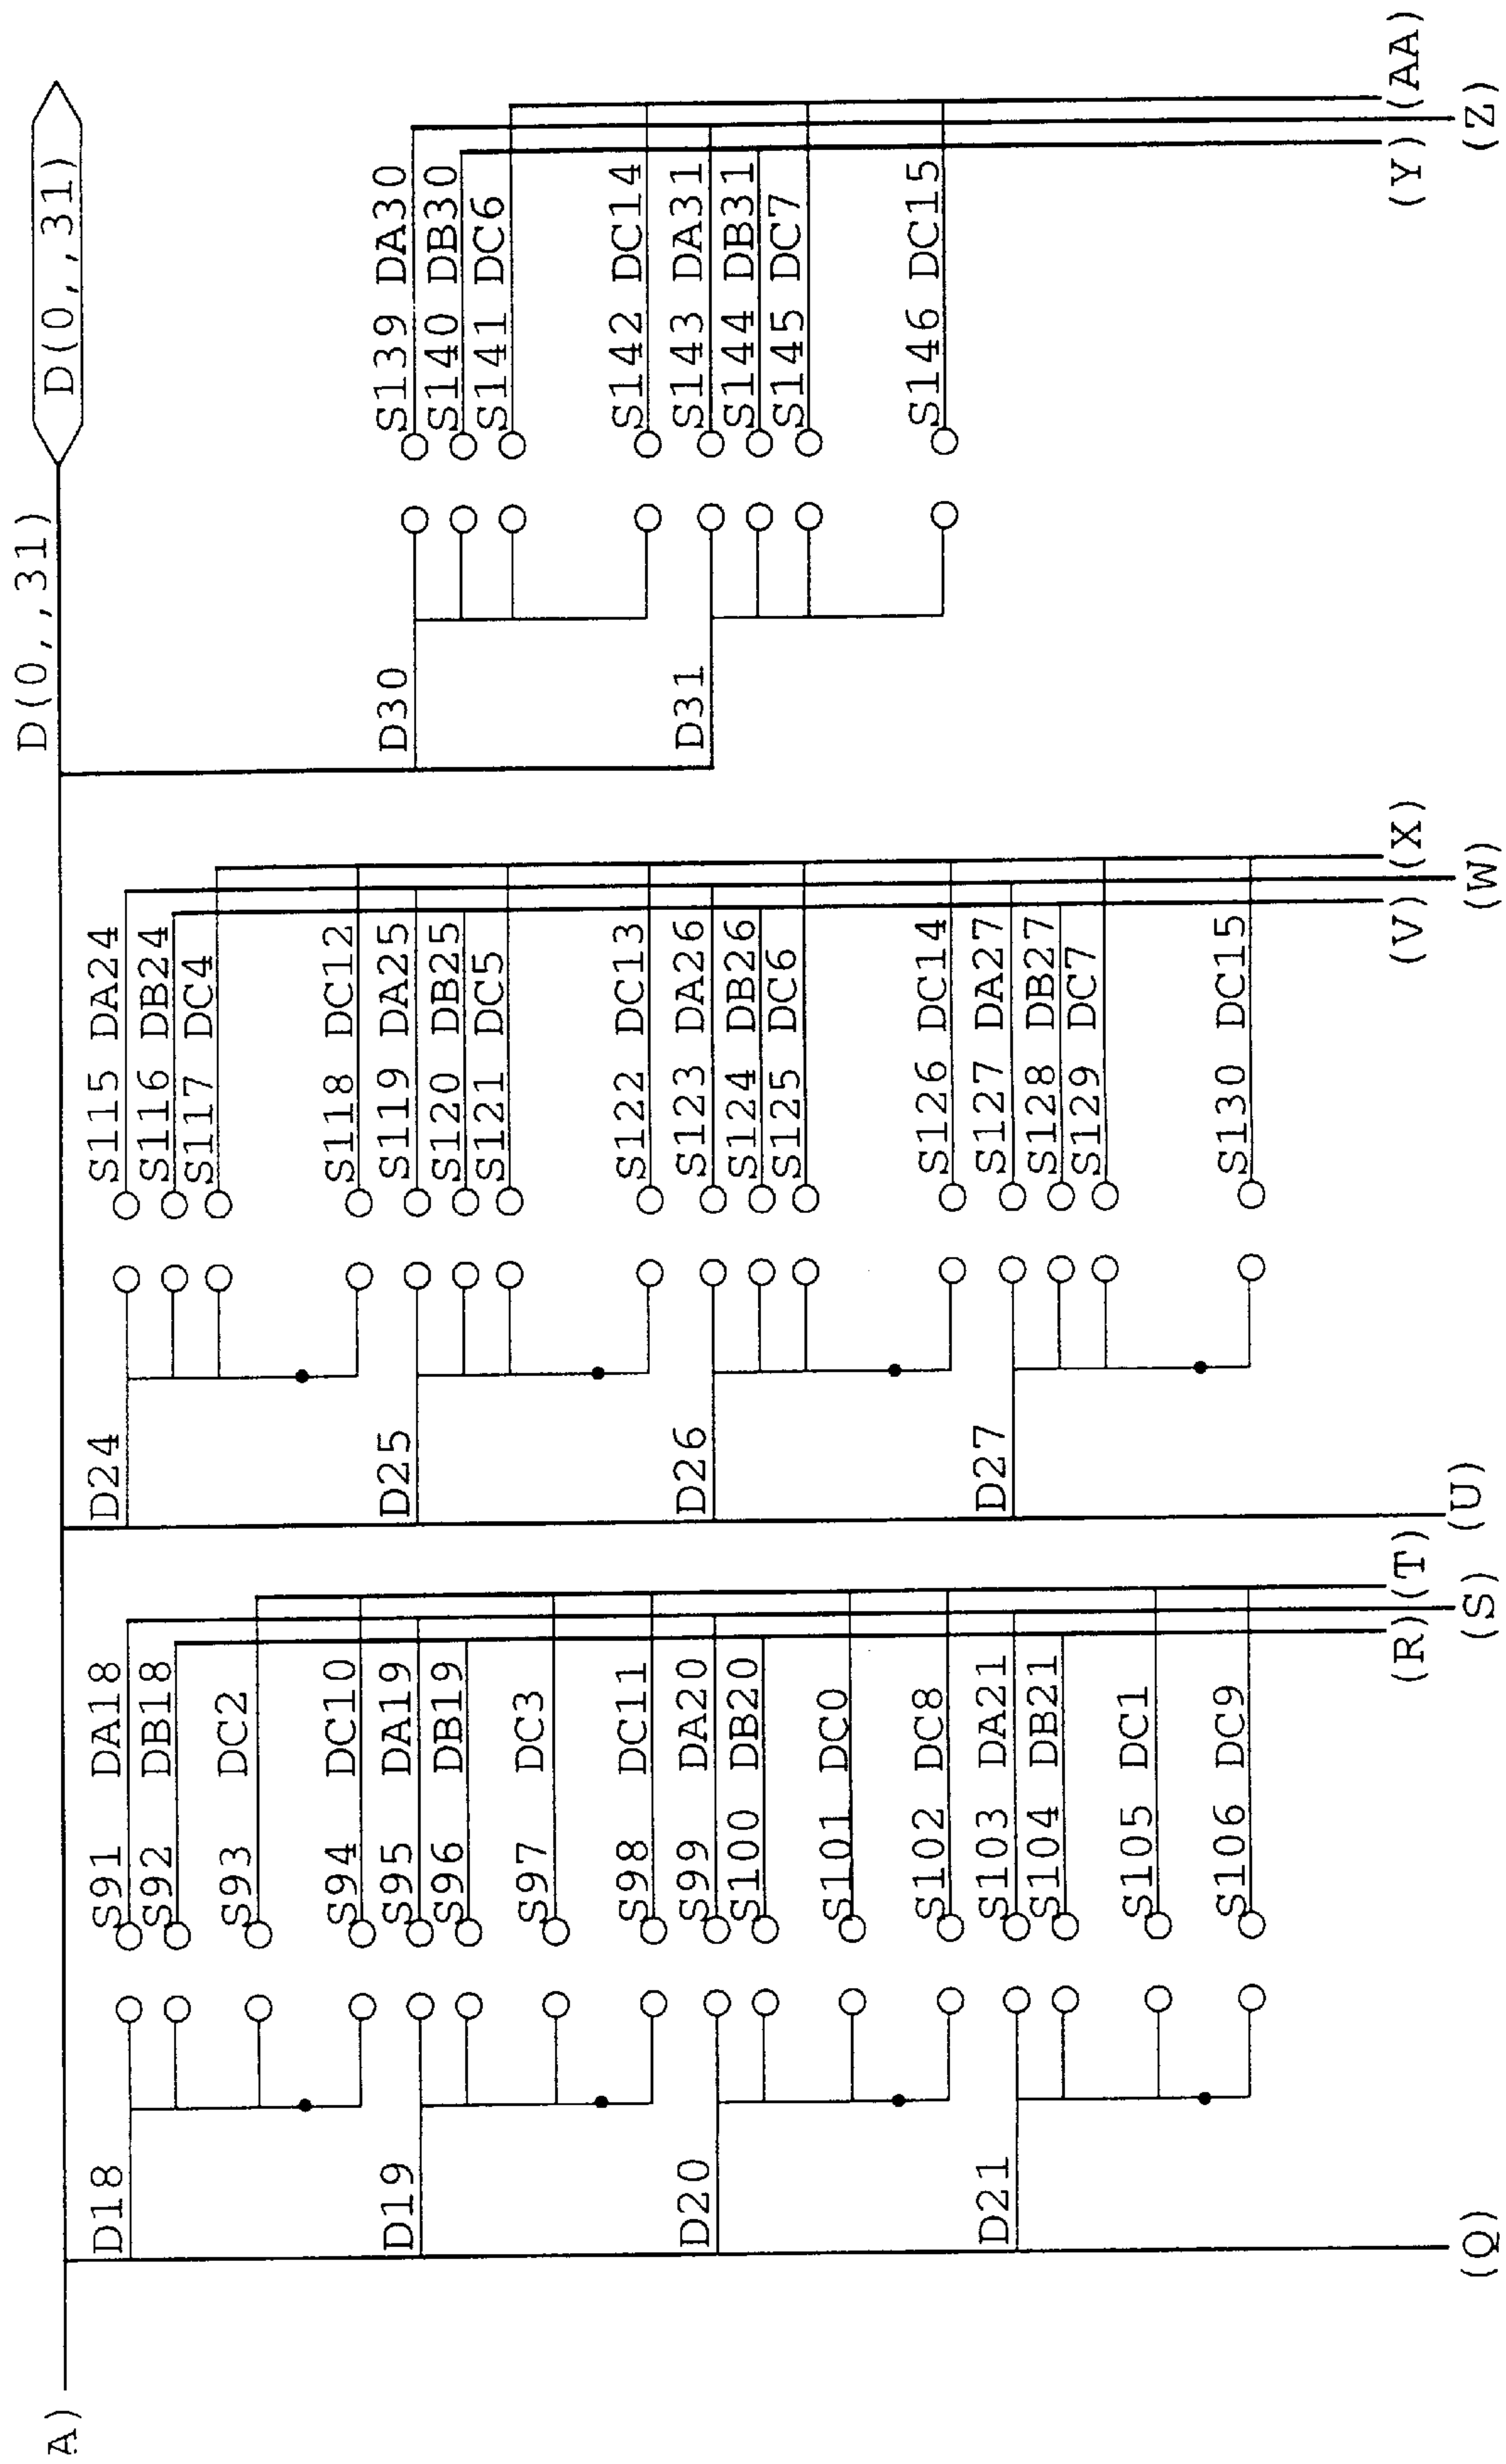 D(0,,31)
D(0,,31)
A)
D18
S91 DA18
S92 DB18
S93 DC2
S94 DC10
D19
S95 DA19
S96 DB19
S97 DC3
S98 DC11
D20
S99 DA20
S100 DB20
S101 DC0
S102 DC8
D21
S103 DA21
S104 DB21
S105 DC1
S106 DC9
(Q)
(R)
(T)
(S)
D24
S115 DA24
S116 DB24
S117 DC4
S118 DC12
D25
S119 DA25
S120 DB25
S121 DC5
S122 DC13
D26
S123 DA26
S124 DB26
S125 DC6
S126 DC14
D27
S127 DA27
S128 DB27
S129 DC7
S130 DC15
(U)
(V)
(X)
(W)
D30
S139 DA30
S140 DB30
S141 DC6
S142 DC14
D31
S143 DA31
S144 DB31
S145 DC7
S146 DC15
(Y)
(AA)
(Z)